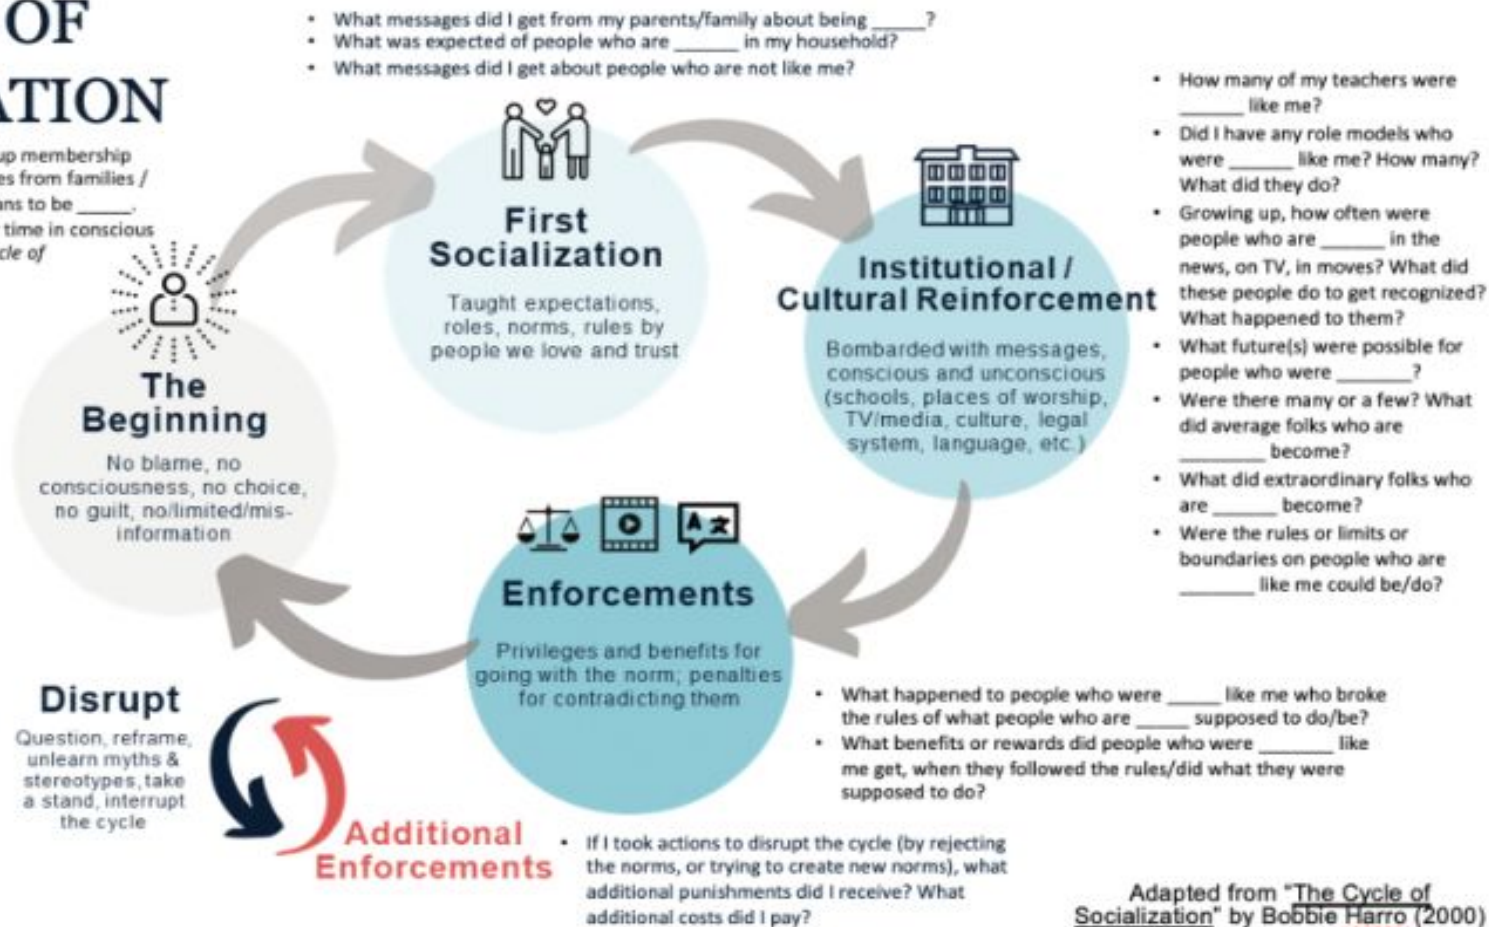 OF
ATION
up membership
es from families /
ans to be _____.
time in conscious
cle of
• What messages did I get from my parents/family about being _____?
• What was expected of people who are ______ in my household?
• What messages did I get about people who are not like me?
First
Socialization
Taught expectations,
roles, norms, rules by
people we love and trust
Institutional /
Cultural Reinforcement
Bombarded with messages,
conscious and unconscious
(schools, places of worship,
TV/media, culture, legal
system, language, etc.)
• How many of my teachers were
______ like me?
• Did I have any role models who
were ______ like me? How many?
What did they do?
• Growing up, how often were
people who are ______ in the
news, on TV, in moves? What did
these people do to get recognized?
What happened to them?
• What future(s) were possible for
people who were _______?
• Were there many or a few? What
did average folks who are
________ become?
• What did extraordinary folks who
are ______ become?
• Were the rules or limits or
boundaries on people who are
_______ like me could be/do?
The
Beginning
No blame, no
consciousness, no choice,
no guilt, no/limited/mis-
information
A
Enforcements
Privileges and benefits for
going with the norm; penalties
for contradicting them
• What happened to people who were _____ like me who broke
the rules of what people who are _____ supposed to do/be?
• What benefits or rewards did people who were _______ like
me get, when they followed the rules/did what they were
supposed to do?
Disrupt
Question, reframe,
unlearn myths &
stereotypes, take
a stand, interrupt
the cycle
Additional
Enforcements
• If I took actions to disrupt the cycle (by rejecting
the norms, or trying to create new norms), what
additional punishments did I receive? What
additional costs did I pay?
Adapted from "The Cycle of
Socialization" by Bobbie Harro (2000)